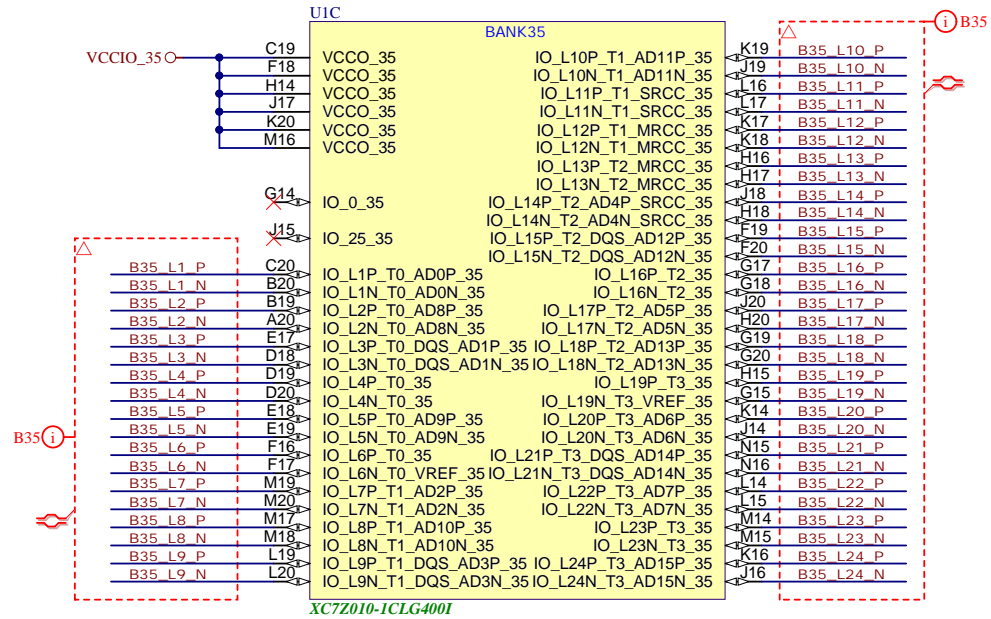 U1C
BANK35
B35
VCCIO_35
C19 VCCO_35 IO_L10P_T1_AD11P_35 K19 B35_L10_P
F18 VCCO_35 IO_L10N_T1_AD11N_35 J19 B35_L10_N
H14 VCCO_35 IO_L11P_T1_SRCC_35 L16 B35_L11_P
J17 VCCO_35 IO_L11N_T1_SRCC_35 L17 B35_L11_N
K20 VCCO_35 IO_L12P_T1_MRCC_35 K17 B35_L12_P
M16 VCCO_35 IO_L12N_T1_MRCC_35 K18 B35_L12_N
IO_L13P_T2_MRCC_35 H16 B35_L13_P
IO_L13N_T2_MRCC_35 H17 B35_L13_N
G14 IO_0_35 IO_L14P_T2_AD4P_SRCC_35 J18 B35_L14_P
IO_L14N_T2_AD4N_SRCC_35 H18 B35_L14_N
J15 IO_25_35 IO_L15P_T2_DQS_AD12P_35 F19 B35_L15_P
IO_L15N_T2_DQS_AD12N_35 F20 B35_L15_N
B35_L1_P C20 IO_L1P_T0_AD0P_35 IO_L16P_T2_35 G17 B35_L16_P
B35_L1_N B20 IO_L1N_T0_AD0N_35 IO_L16N_T2_35 G18 B35_L16_N
B35_L2_P B19 IO_L2P_T0_AD8P_35 IO_L17P_T2_AD5P_35 J20 B35_L17_P
B35_L2_N A20 IO_L2N_T0_AD8N_35 IO_L17N_T2_AD5N_35 H20 B35_L17_N
B35_L3_P E17 IO_L3P_T0_DQS_AD1P_35 IO_L18P_T2_AD13P_35 G19 B35_L18_P
B35_L3_N D18 IO_L3N_T0_DQS_AD1N_35 IO_L18N_T2_AD13N_35 G20 B35_L18_N
B35_L4_P D19 IO_L4P_T0_35 IO_L19P_T3_35 H15 B35_L19_P
B35_L4_N D20 IO_L4N_T0_35 IO_L19N_T3_VREF_35 G15 B35_L19_N
B35_L5_P E18 IO_L5P_T0_AD9P_35 IO_L20P_T3_AD6P_35 K14 B35_L20_P
B35_L5_N E19 IO_L5N_T0_AD9N_35 IO_L20N_T3_AD6N_35 J14 B35_L20_N
B35
B35_L6_P F16 IO_L6P_T0_35 IO_L21P_T3_DQS_AD14P_35 N15 B35_L21_P
B35_L6_N F17 IO_L6N_T0_VREF_35 IO_L21N_T3_DQS_AD14N_35 N16 B35_L21_N
B35_L7_P M19 IO_L7P_T1_AD2P_35 IO_L22P_T3_AD7P_35 L14 B35_L22_P
B35_L7_N M20 IO_L7N_T1_AD2N_35 IO_L22N_T3_AD7N_35 L15 B35_L22_N
B35_L8_P M17 IO_L8P_T1_AD10P_35 IO_L23P_T3_35 M14 B35_L23_P
B35_L8_N M18 IO_L8N_T1_AD10N_35 IO_L23N_T3_35 M15 B35_L23_N
B35_L9_P L19 IO_L9P_T1_DQS_AD3P_35 IO_L24P_T3_AD15P_35 K16 B35_L24_P
B35_L9_N L20 IO_L9N_T1_DQS_AD3N_35 IO_L24N_T3_AD15N_35 J16 B35_L24_N
XC7Z010-1CLG400I